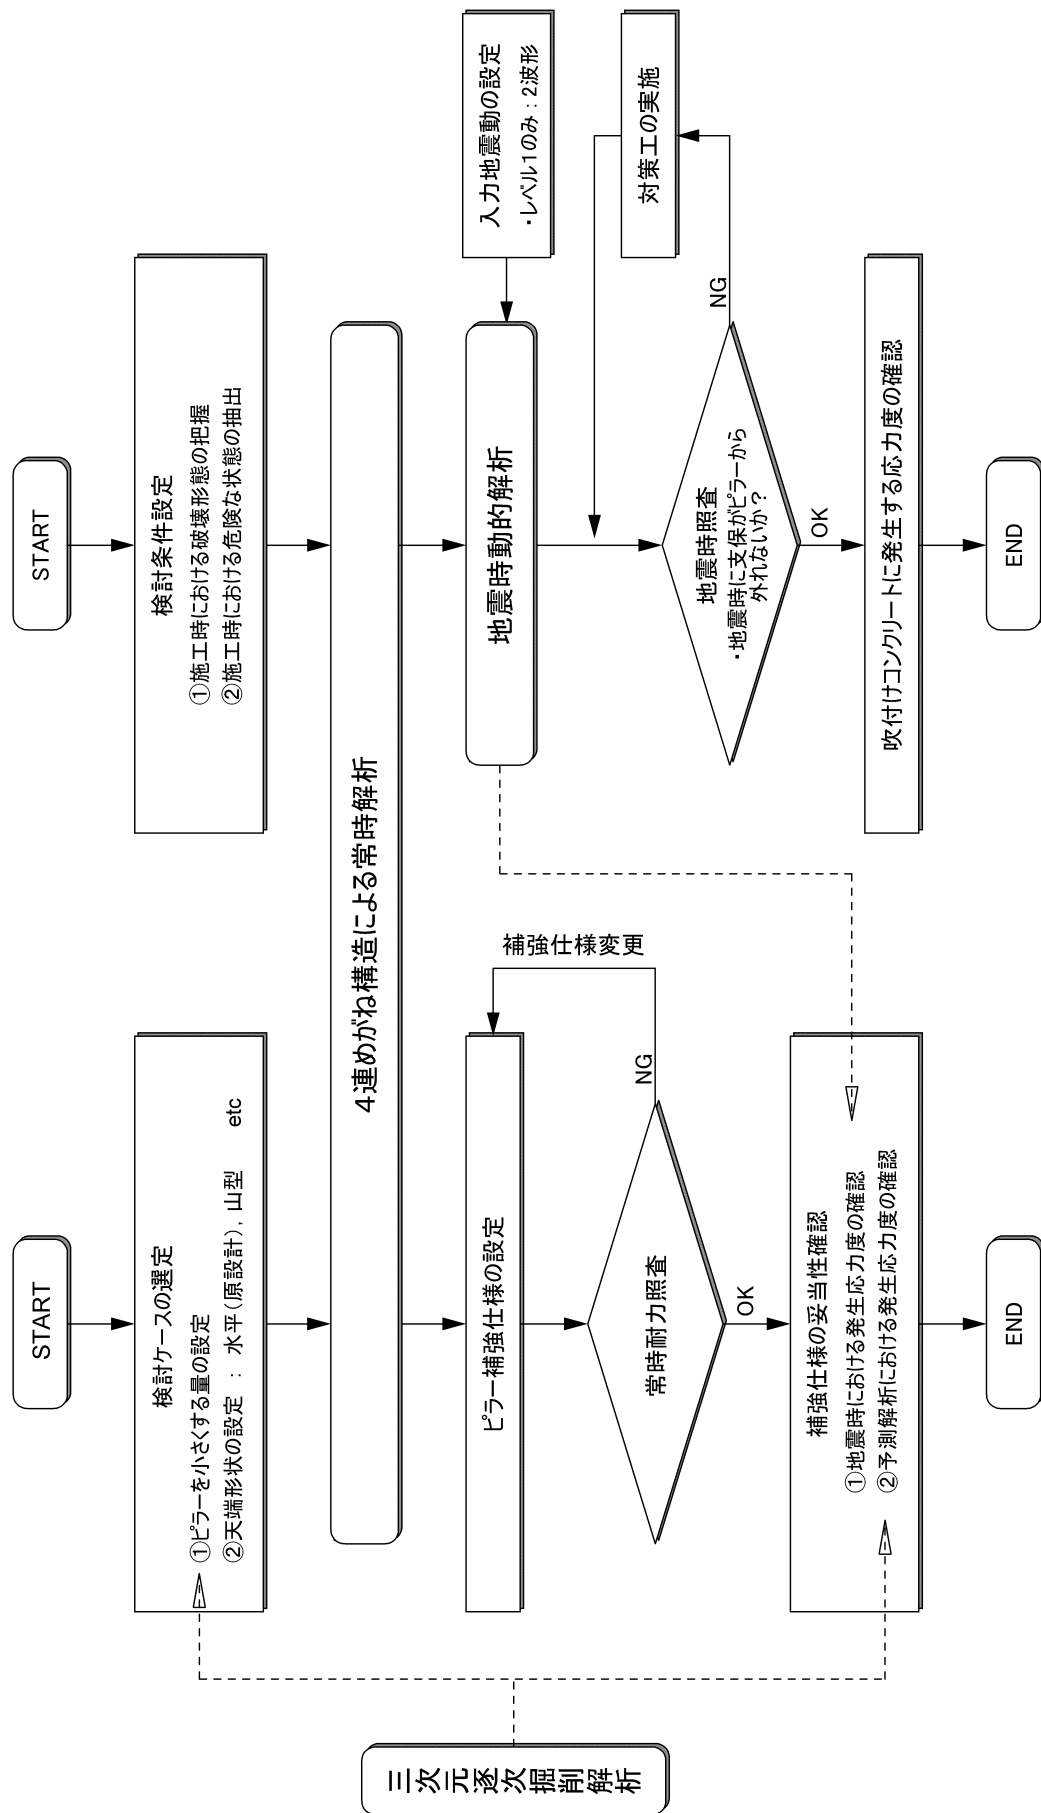 三次元逐次掘削解析
START
検討ケースの選定
①ピラーを小さくする量の設定
②天端形状の設定 : 水平(原設計), 山型 etc
4連めがね構造による常時解析
ピラー補強仕様の設定
補強仕様変更
常時耐力照査
NG
OK
補強仕様の妥当性確認
①地震時における発生応力度の確認
②予測解析における発生応力度の確認
END
START
検討条件設定
①施工時における破壊形態の把握
②施工時における危険な状態の抽出
入力地震動の設定
・レベル1のみ:2波形
地震時動的解析
対策工の実施
地震時照査
・地震時に支保がピラーから
外れないか?
NG
OK
吹付けコンクリートに発生する応力度の確認
END